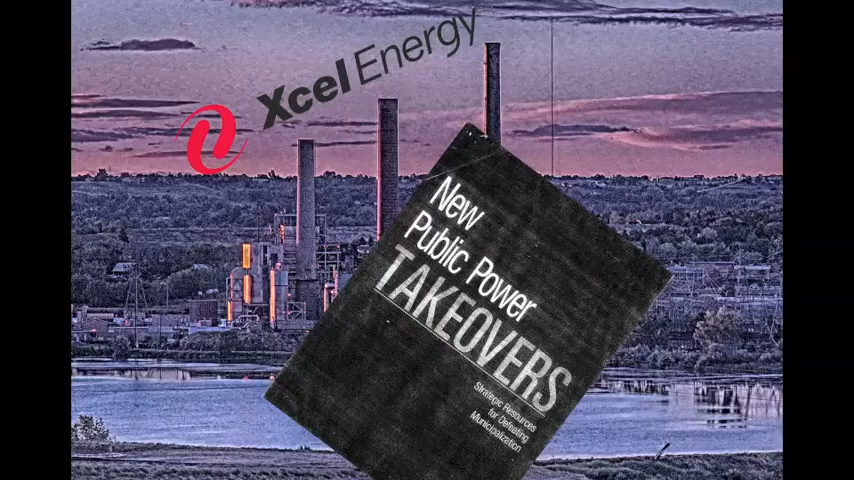 Xcel Energy
New
Public Power
TAKEOVERS
Strategic Resources
for Defeating
Municipalization